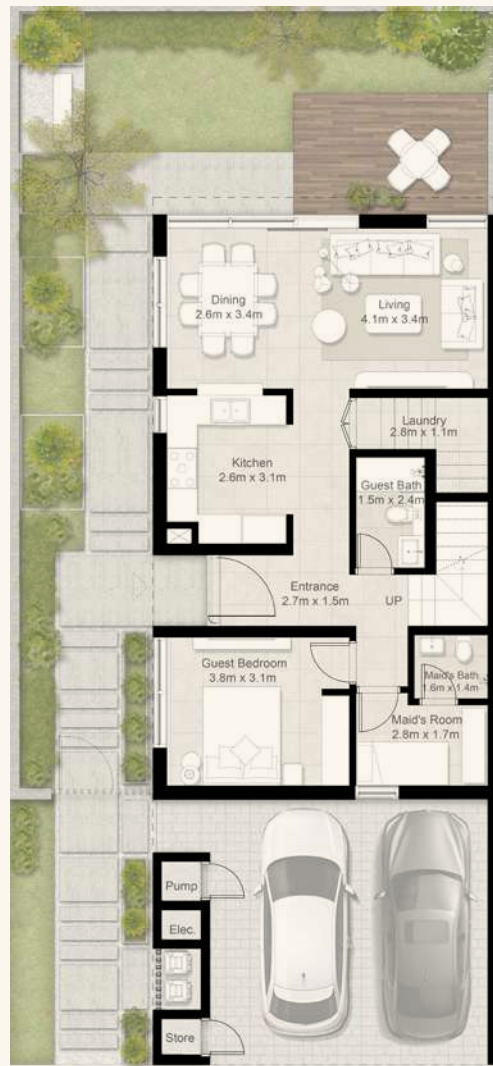 Dining
2.6m x 3.4m
Living
4.1m x 3.4m
Laundry
2.8m x 1.1m
Kitchen
2.6m x 3.1m
Guest Bath
1.5m x 2.4m
Entrance
2.7m x 1.5m
UP
Guest Bedroom
3.8m x 3.1m
Maid's Bath
1.6m x 1.4m
Maid's Room
2.8m x 1.7m
Pump
Elec.
Store